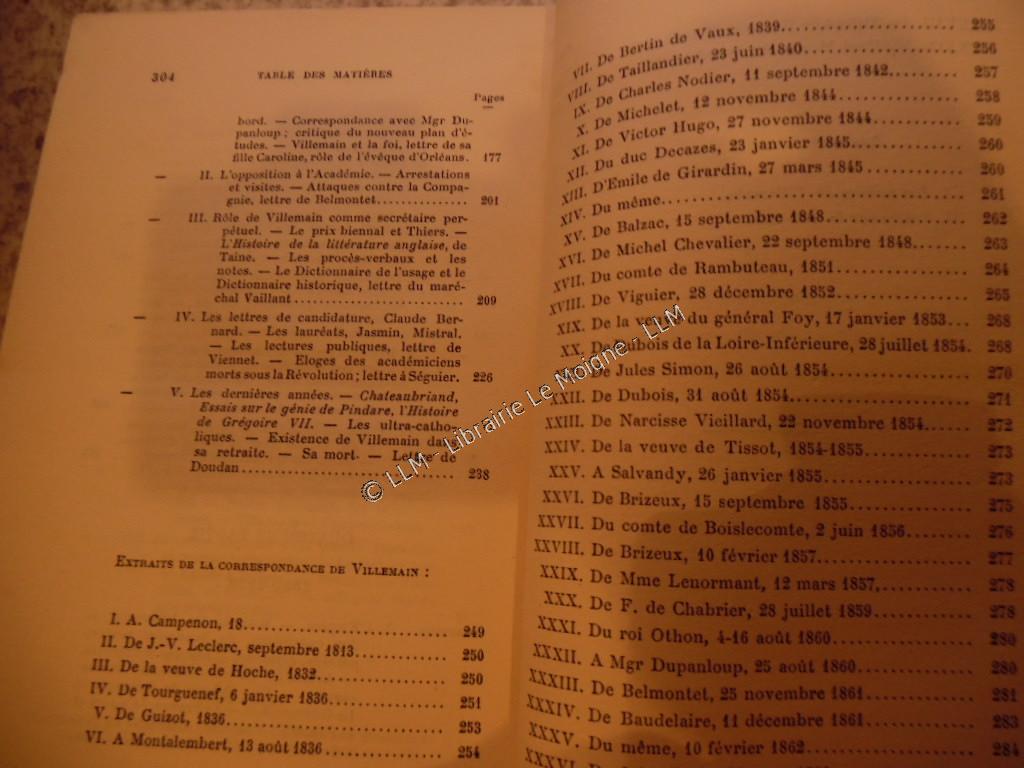 304 TABLE DES MATIÈRES
Pages
bord. — Correspondance avec Mgr Du-
panloup ; critique du nouveau plan d'é-
tudes. — Villemain et la foi, lettre de sa
fille Caroline, rôle de l'évêque d'Orléans. 177
— II. L'opposition à l'Académie. — Arrestations
et visites. — Attaques contre la Compa-
gnie, lettre de Belmontet............... 201
— III. Rôle de Villemain comme secrétaire per-
pétuel. — Le prix biennal et Thiers. —
L'Histoire de la littérature anglaise, de
Taine. — Les procès-verbaux et les
notes. — Le Dictionnaire de l'usage et le
Dictionnaire historique, lettre du maré-
chal Vaillant........................... 209
— IV. Les lettres de candidature, Claude Ber-
nard. — Les lauréats, Jasmin, Mistral.
— Les lectures publiques, lettre de
Viennet. — Eloges des académiciens
morts sous la Révolution ; lettre à Séguier. 226
— V. Les dernières années. — Chateaubriand,
Essais sur le génie de Pindare, l'Histoire
de Grégoire VII. — Les ultra-catho-
liques. — Existence de Villemain dans
sa retraite. — Sa mort. — Lettre de
Doudan................................. 238
EXTRAITS DE LA CORRESPONDANCE DE VILLEMAIN :
I. A. Campenon, 18............................ 249
II. De J.-V. Leclerc, septembre 1813............. 250
III. De la veuve de Hoche, 1832................. 250
IV. De Tourguenef, 6 janvier 1836............... 251
V. De Guizot, 1836............................. 253
VI. A Montalembert, 13 août 1836............... 254
VII. De Bertin de Vaux, 1839..................... 255
VIII. De Taillandier, 23 juin 1840................ 256
IX. De Charles Nodier, 11 septembre 1842......... 257
X. De Michelet, 12 novembre 1844............... 258
XI. De Victor Hugo, 27 novembre 1844............ 259
XII. Du duc Decazes, 23 janvier 1845............. 260
XIII. D'Emile de Girardin, 27 mars 1845........... 260
XIV. Du même.................................... 261
XV. De Balzac, 15 septembre 1848................ 262
XVI. De Michel Chevalier, 22 septembre 1848...... 263
XVII. Du comte de Rambuteau, 1851................ 264
XVIII. De Viguier, 28 décembre 1852.............. 265
XIX. De la veuve du général Foy, 17 janvier 1853... 268
XX. De Dubois de la Loire-Inférieure, 28 juillet 1854. 268
De Jules Simon, 26 août 1854................ 270
XXII. De Dubois, 31 août 1854.................... 271
XXIII. De Narcisse Vieillard, 22 novembre 1854.... 272
XXIV. De la veuve de Tissot, 1854-1855........... 273
XXV. A Salvandy, 26 janvier 1855................. 273
XXVI. De Brizeux, 15 septembre 1855.............. 275
XXVII. Du comte de Boislecomte, 2 juin 1856...... 276
XXVIII. De Brizeux, 10 février 1857.............. 277
XXIX. De Mme Lenormant, 12 mars 1857,............ 278
XXX. De F. de Chabrier, 28 juillet 1859.......... 278
XXXI. Du roi Othon, 4-16 août 1860............... 280
XXXII. A Mgr Dupanloup, 25 août 1860............. 280
XXXIII. De Belmontet, 25 novembre 1861........... 281
XXXIV. De Baudelaire, 11 décembre 1861........... 283
XXXV. Du même, 10 février 1862................... 284
XXXVI
© LLM - Librairie Le Moigne - LLM